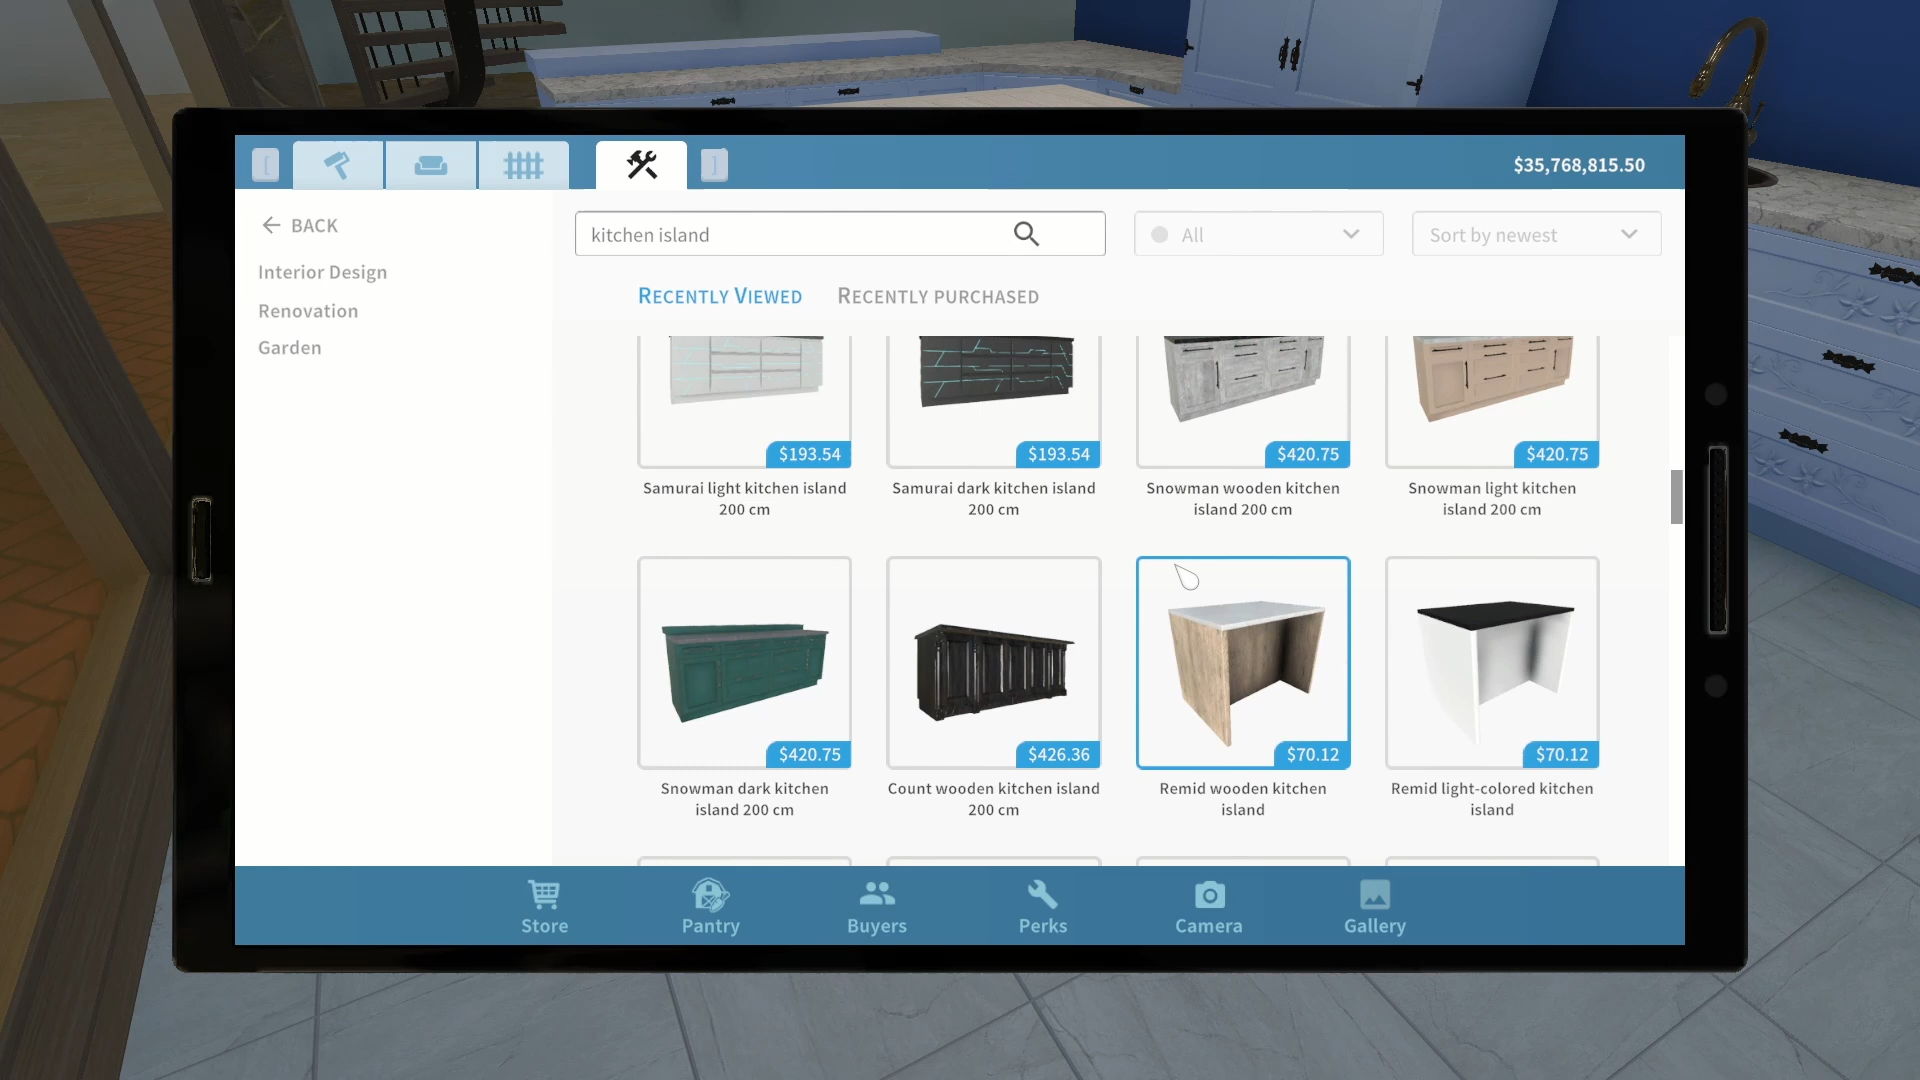 [
]
$35,768,815.50
BACK
Interior Design
Renovation
Garden
kitchen island
All
Sort by newest
RECENTLY VIEWED
RECENTLY PURCHASED
$193.54
$193.54
$420.75
$420.75
Samurai light kitchen island
200 cm
Samurai dark kitchen island
200 cm
Snowman wooden kitchen
island 200 cm
Snowman light kitchen
island 200 cm
$420.75
$426.36
$70.12
$70.12
Snowman dark kitchen
island 200 cm
Count wooden kitchen island
200 cm
Remid wooden kitchen
island
Remid light-colored kitchen
island
Store
Pantry
Buyers
Perks
Camera
Gallery